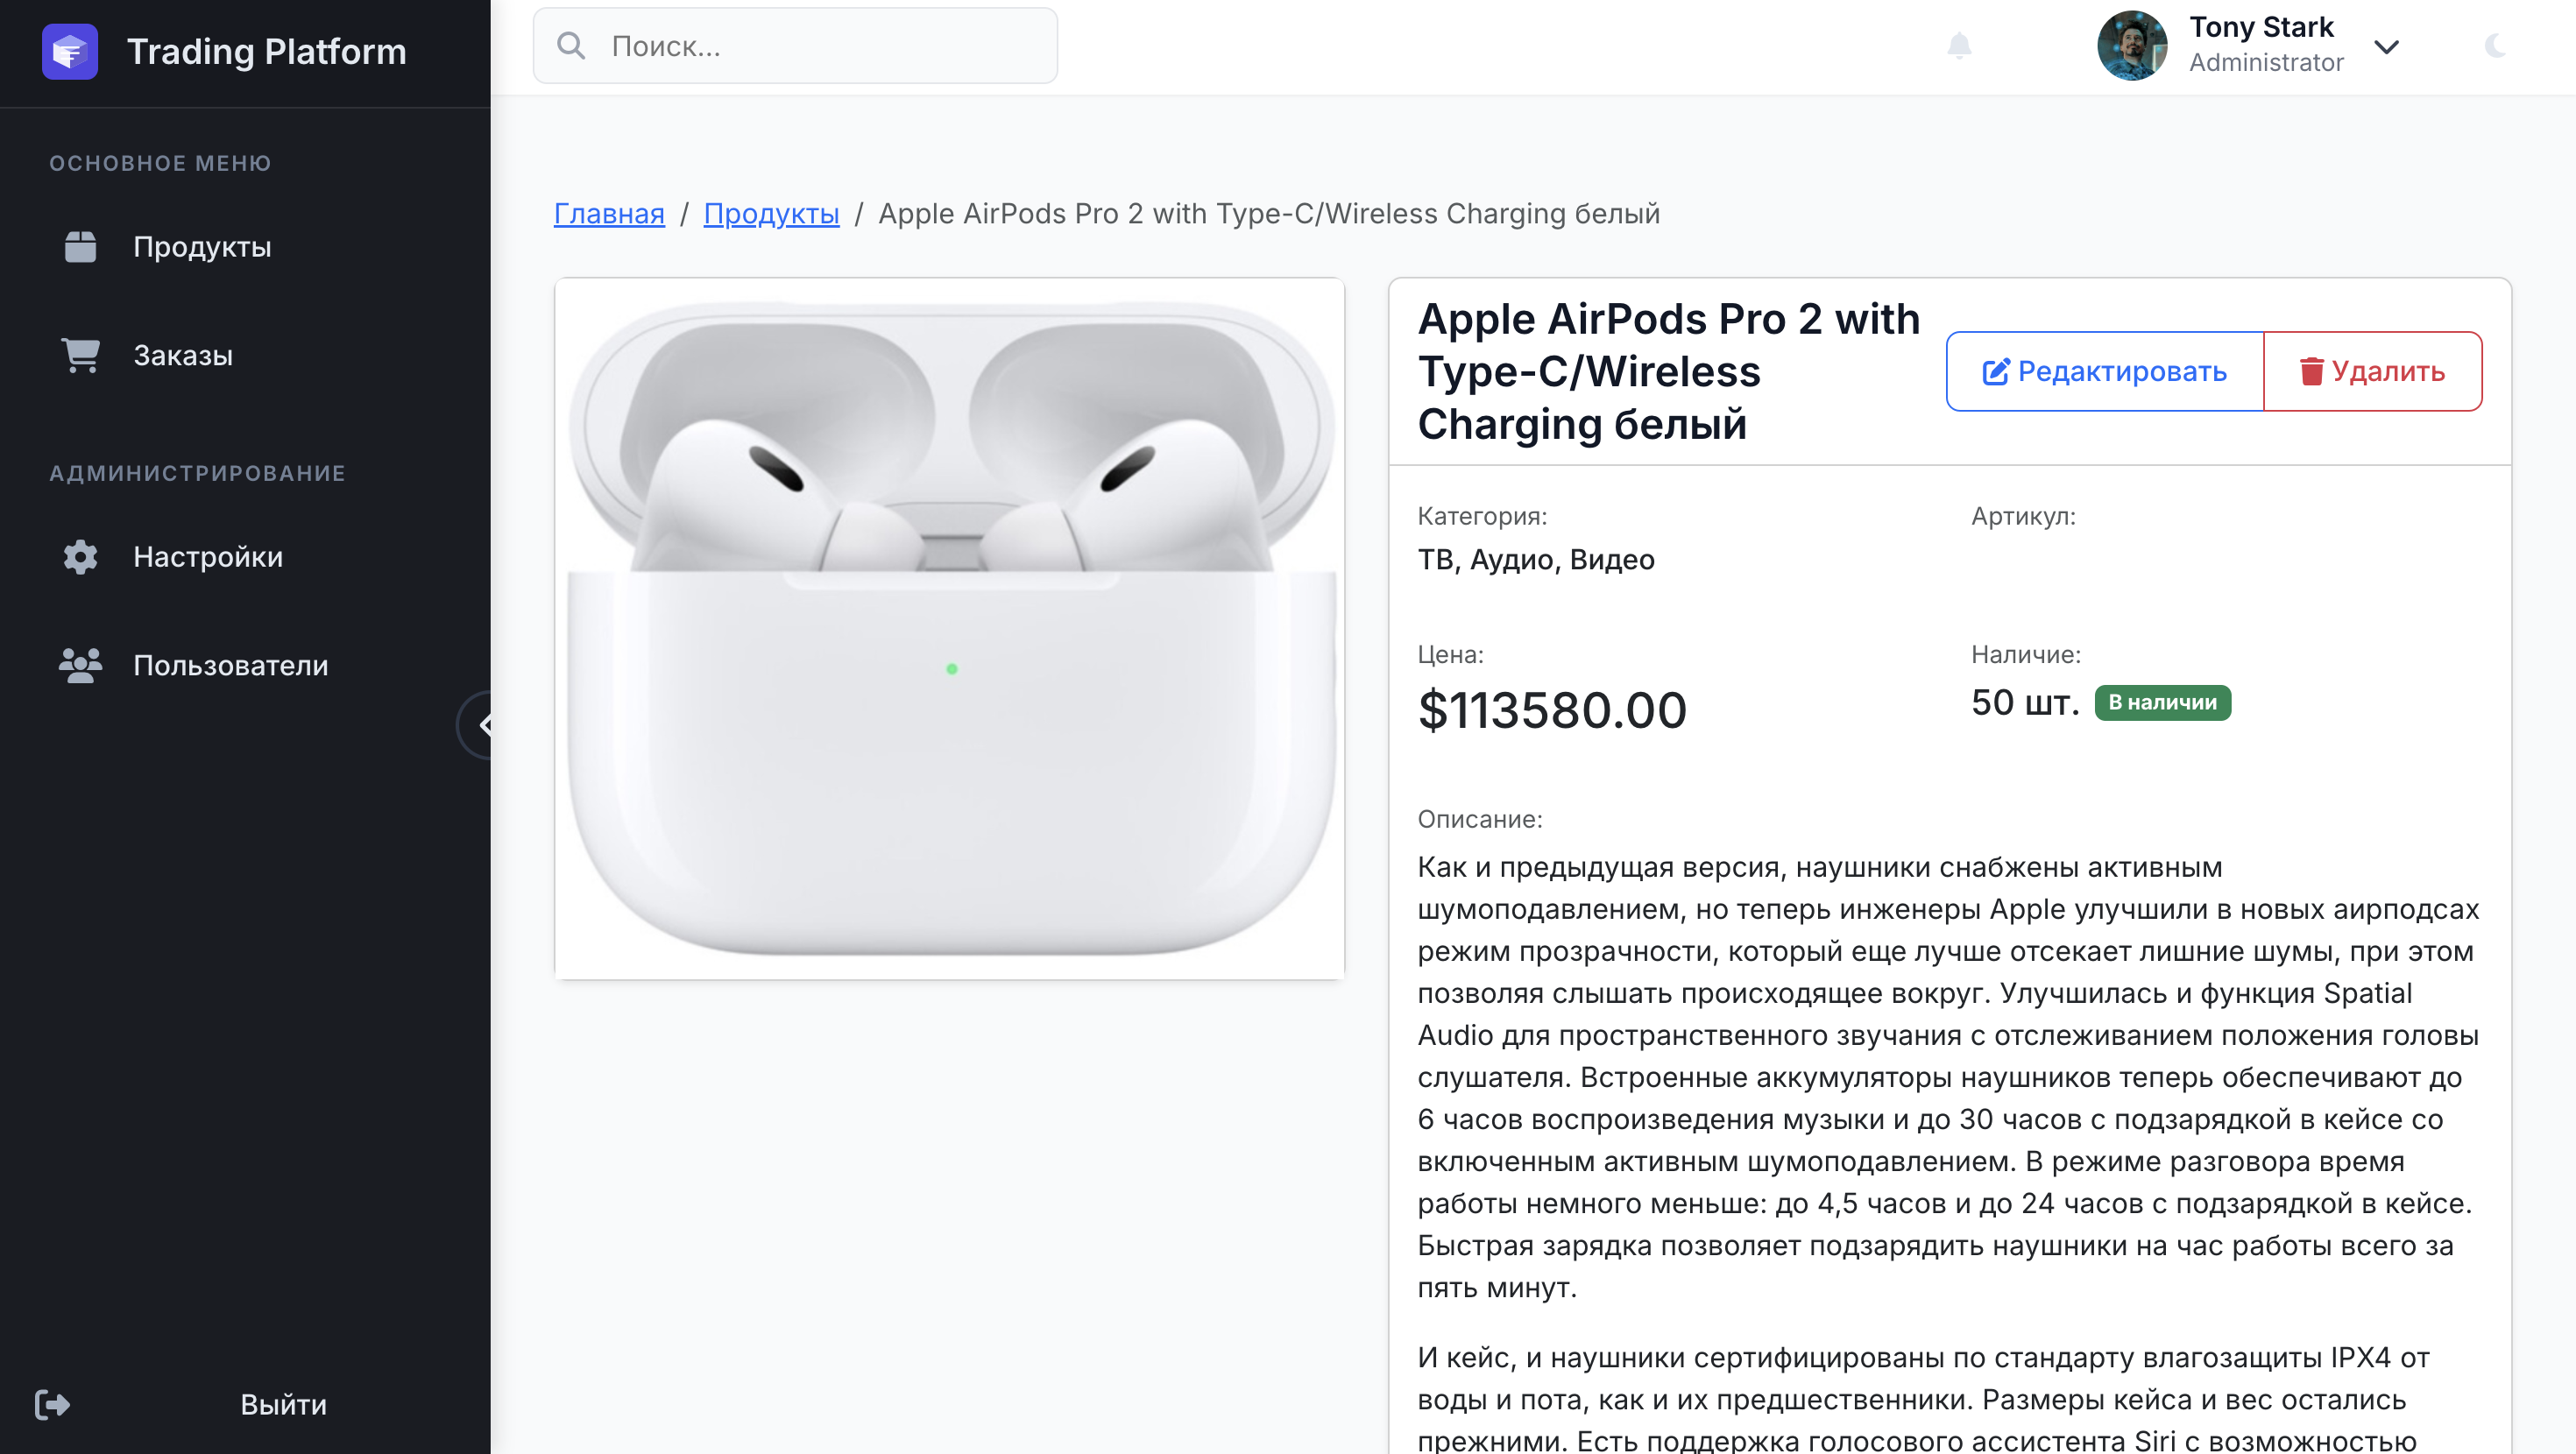 Trading Platform
Поиск...
Tony Stark
Administrator
ОСНОВНОЕ МЕНЮ
Продукты
Заказы
АДМИНИСТРИРОВАНИЕ
Настройки
Пользователи
Выйти
Главная / Продукты / Apple AirPods Pro 2 with Type-C/Wireless Charging белый
Apple AirPods Pro 2 with
Type-C/Wireless
Charging белый
Редактировать
Удалить
Категория:
ТВ, Аудио, Видео
Артикул:
Цена:
$113580.00
Наличие:
50 шт. В наличии
Описание:
Как и предыдущая версия, наушники снабжены активным
шумоподавлением, но теперь инженеры Apple улучшили в новых аирподсах
режим прозрачности, который еще лучше отсекает лишние шумы, при этом
позволяя слышать происходящее вокруг. Улучшилась и функция Spatial
Audio для пространственного звучания с отслеживанием положения головы
слушателя. Встроенные аккумуляторы наушников теперь обеспечивают до
6 часов воспроизведения музыки и до 30 часов с подзарядкой в кейсе со
включенным активным шумоподавлением. В режиме разговора время
работы немного меньше: до 4,5 часов и до 24 часов с подзарядкой в кейсе.
Быстрая зарядка позволяет подзарядить наушники на час работы всего за
пять минут.
И кейс, и наушники сертифицированы по стандарту влагозащиты IPX4 от
воды и пота, как и их предшественники. Размеры кейса и вес остались
прежними. Есть поддержка голосового ассистента Siri с возможностью